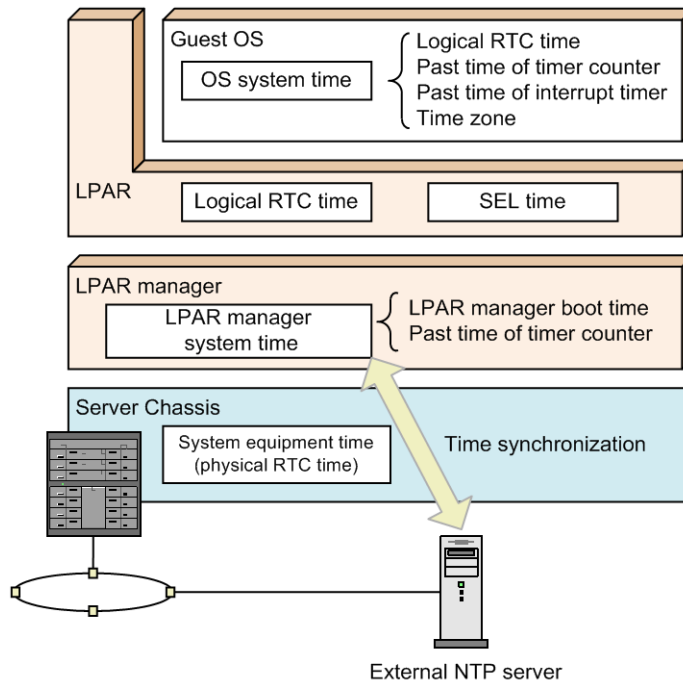 Guest OS
OS system time
Logical RTC time
Past time of timer counter
Past time of interrupt timer
Time zone
LPAR
Logical RTC time
SEL time
LPAR manager
LPAR manager
system time
LPAR manager boot time
Past time of timer counter
Server Chassis
System equipment time
(physical RTC time)
Time synchronization
External NTP server